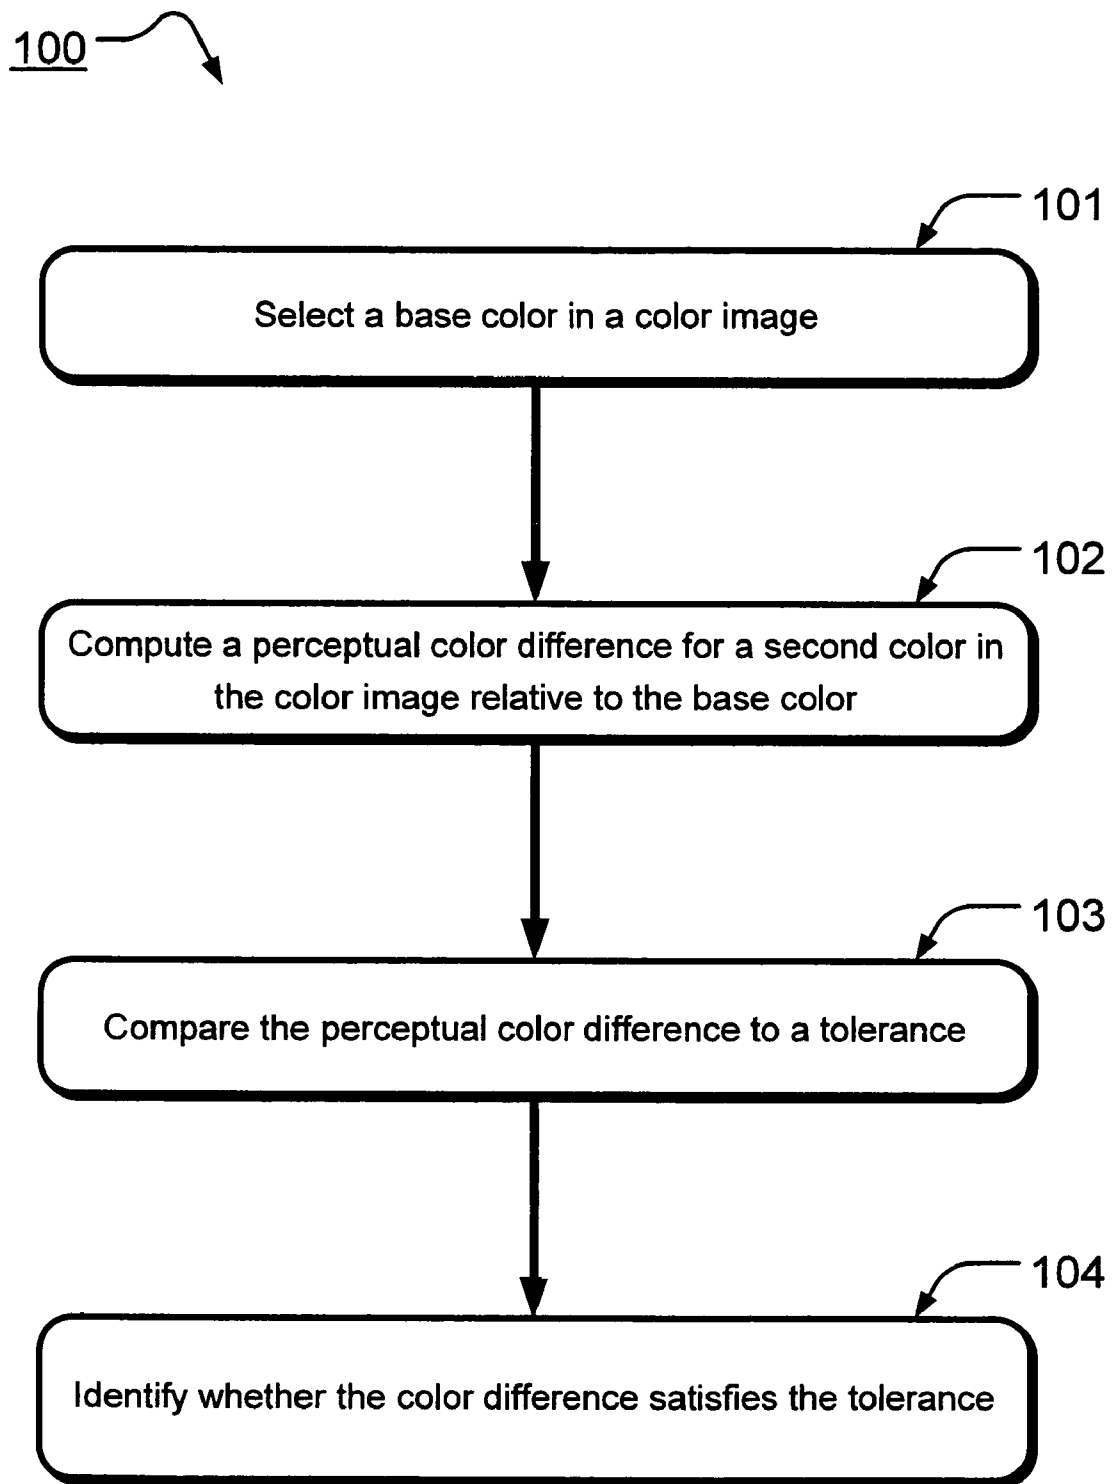 100
101
Select a base color in a color image
102
Compute a perceptual color difference for a second color in
the color image relative to the base color
103
Compare the perceptual color difference to a tolerance
104
Identify whether the color difference satisfies the tolerance